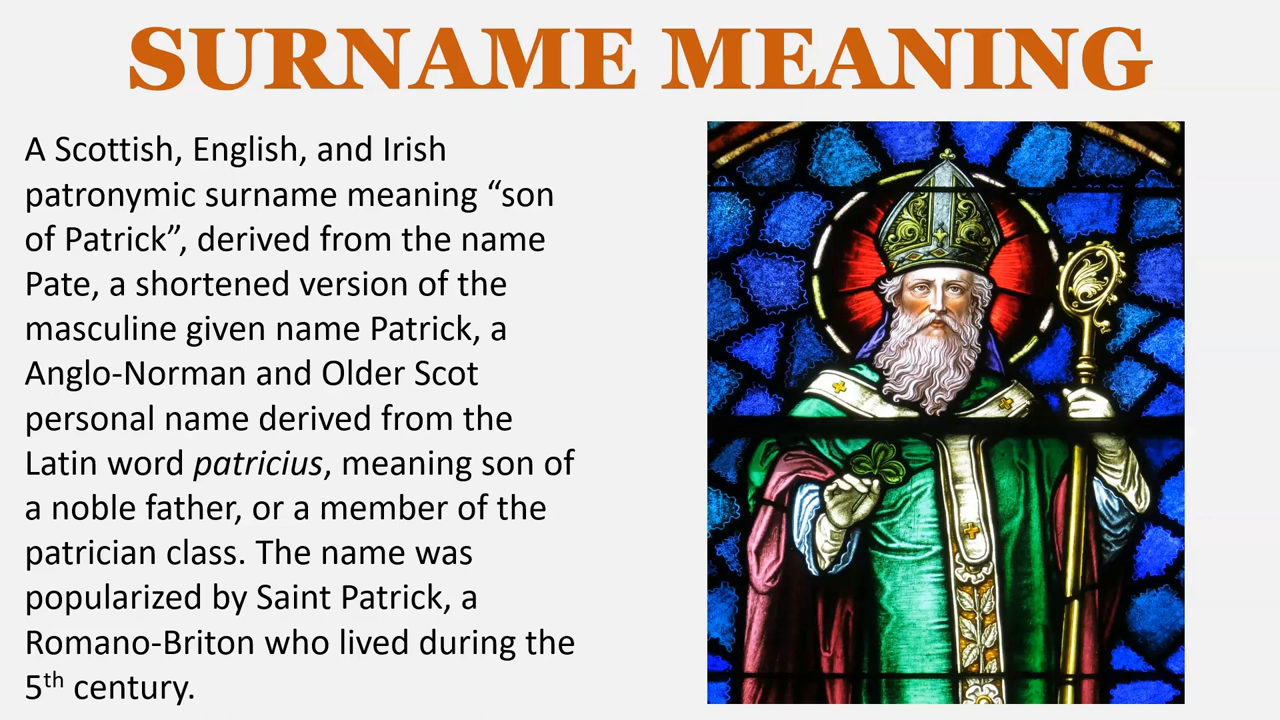 SURNAME MEANING
A Scottish, English, and Irish
patronymic surname meaning “son
of Patrick”, derived from the name
Pate, a shortened version of the
masculine given name Patrick, a
Anglo-Norman and Older Scot
personal name derived from the
Latin word patricius, meaning son of
a noble father, or a member of the
patrician class. The name was
popularized by Saint Patrick, a
Romano-Briton who lived during the
5th century.